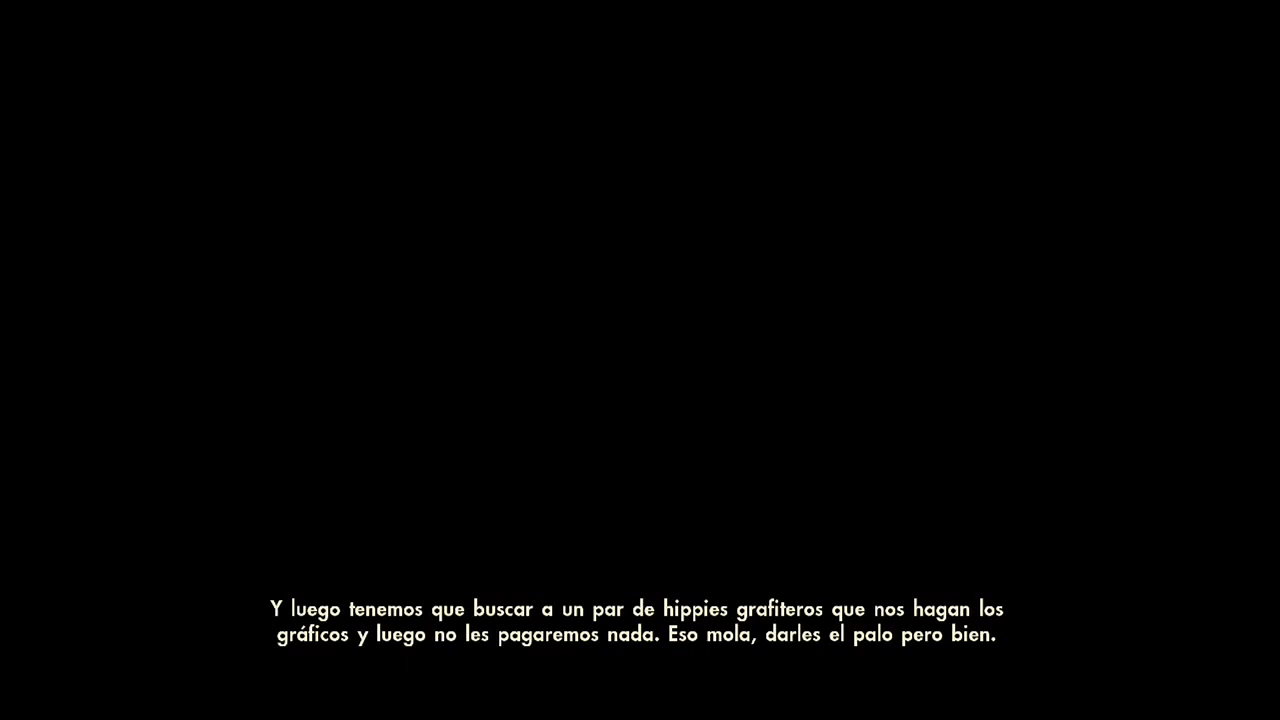 Y luego tenemos que buscar a un par de hippies grafiteros que nos hagan los
gráficos y luego no les pagaremos nada. Eso mola, darles el palo pero bien.